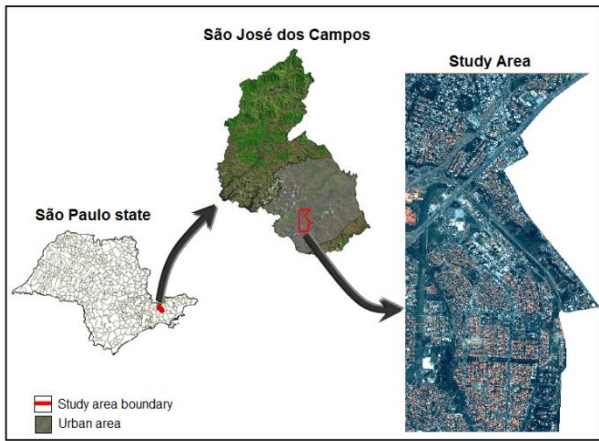 São José dos Campos
Study Area
São Paulo state
Study area boundary
Urban area